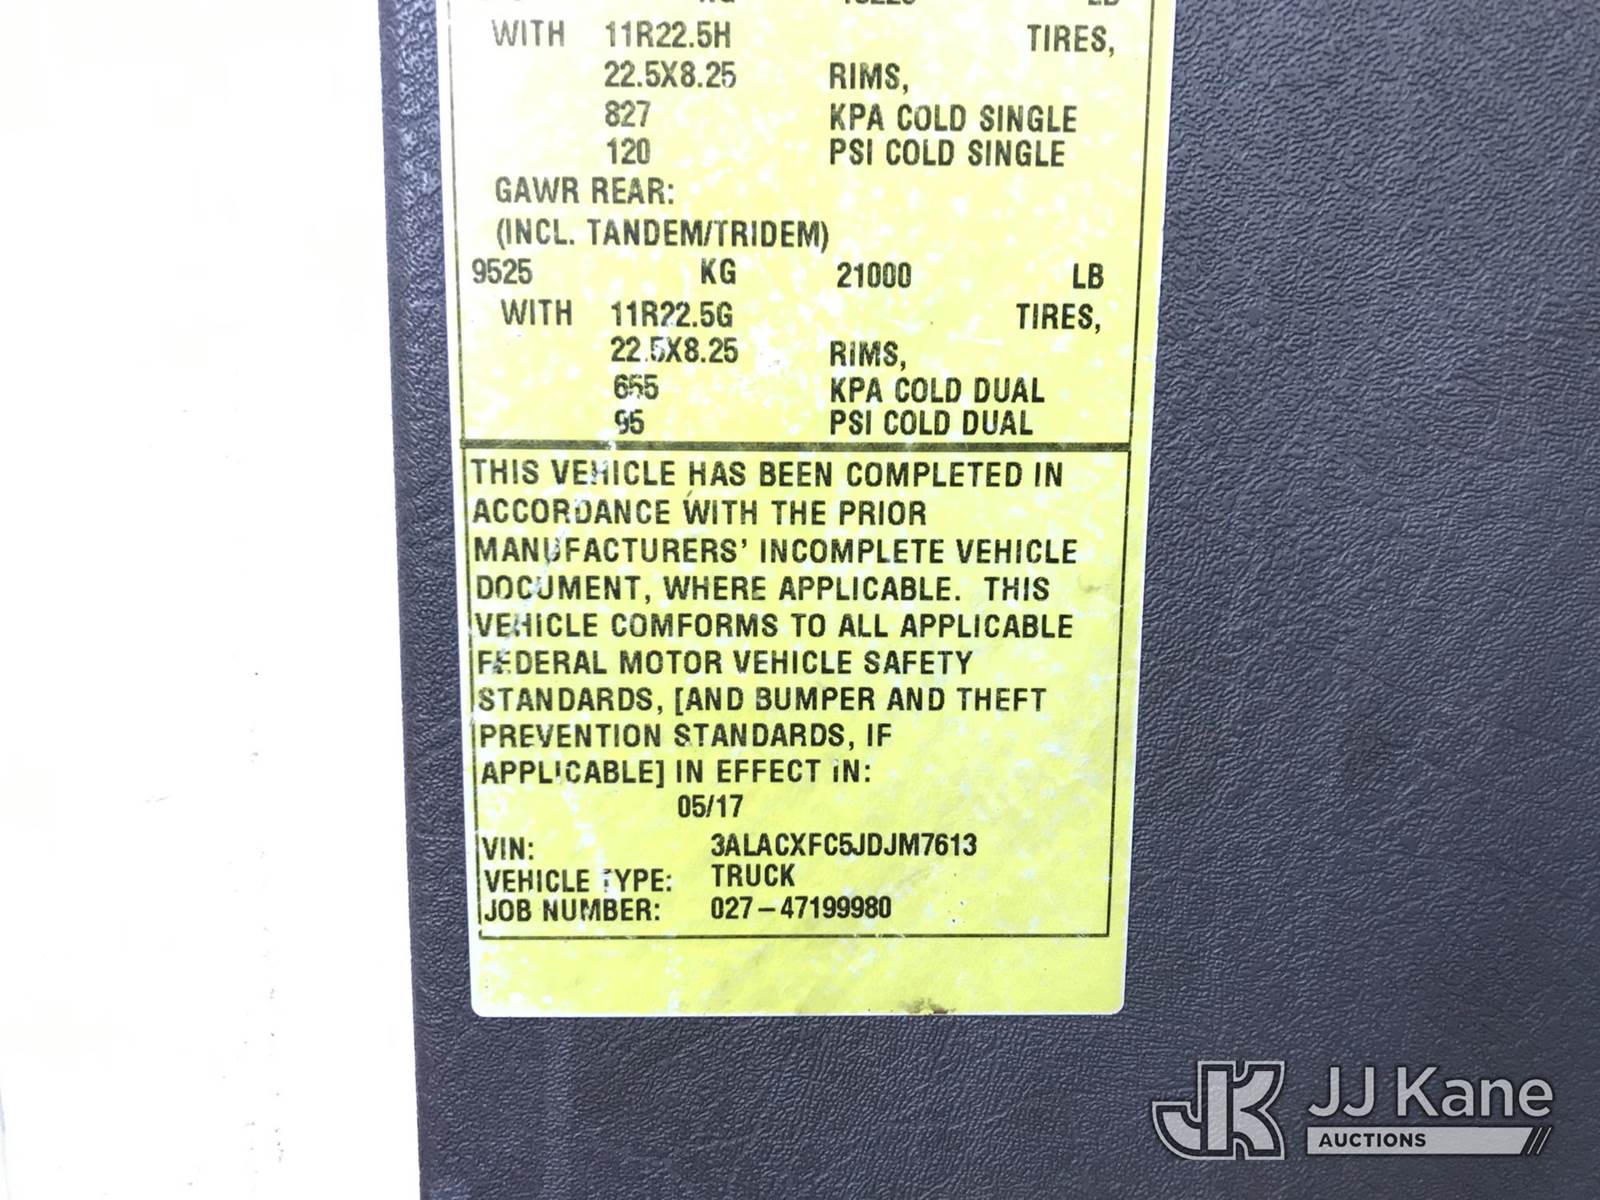 WITH 11R22.5H TIRES,
22.5X8.25 RIMS,
827 KPA COLD SINGLE
120 PSI COLD SINGLE
GAWR REAR:
(INCL. TANDEM/TRIDEM)
9525 KG 21000 LB
WITH 11R22.5G TIRES,
22.5X8.25 RIMS,
655 KPA COLD DUAL
95 PSI COLD DUAL
THIS VEHICLE HAS BEEN COMPLETED IN
ACCORDANCE WITH THE PRIOR
MANUFACTURERS' INCOMPLETE VEHICLE
DOCUMENT, WHERE APPLICABLE. THIS
VEHICLE COMFORMS TO ALL APPLICABLE
FEDERAL MOTOR VEHICLE SAFETY
STANDARDS, [AND BUMPER AND THEFT
PREVENTION STANDARDS, IF
APPLICABLE] IN EFFECT IN:
05/17
VIN: 3ALACXFC5JDJM7613
VEHICLE TYPE: TRUCK
JOB NUMBER: 027-47199980
JK JJ Kane
AUCTIONS